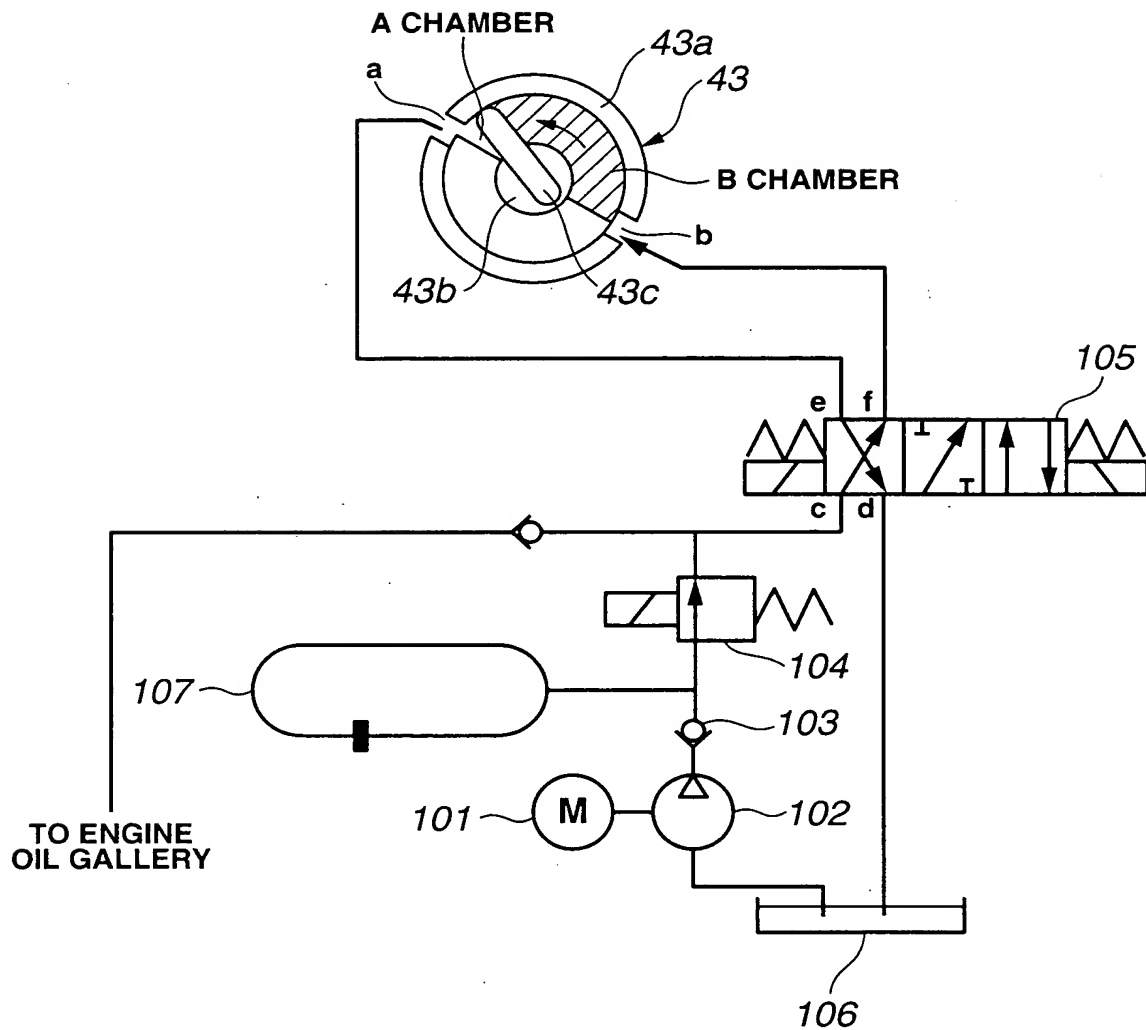 A CHAMBER
43a
a
43
B CHAMBER
b
43b
43c
105
e f
c d
104
107
103
101
M
102
TO ENGINE
OIL GALLERY
106